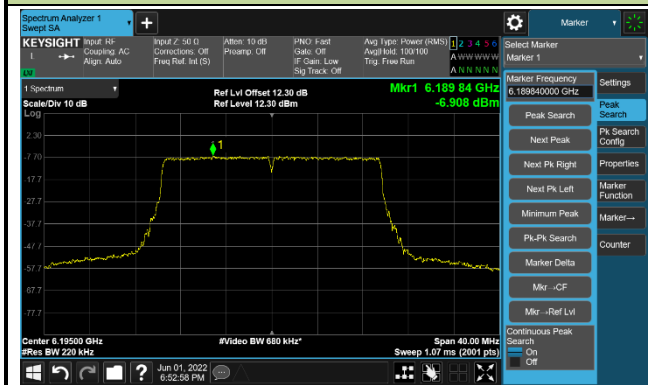 Spectrum Analyzer 1
Swept SA
+
Marker
KEYSIGHT
L
Input: RF
Coupling: AC
Align: Auto
Input Z: 50 Ω
Corrections: Off
Freq Ref: Int (S)
Atten: 10 dB
Preamp: Off
PNO: Fast
Gate: Off
IF Gain: Low
Sig Track: Off
Avg Type: Power (RMS)
Avg|Hold: 100/100
Trig: Free Run
1 2 3 4 5 6
A W W W W W
A N N N N N
Select Marker
Marker 1
1 Spectrum
Scale/Div 10 dB
Log
Ref Lvl Offset 12.30 dB
Ref Level 12.30 dBm
Mkr1 6.189 84 GHz
-6.908 dBm
1
2.30
-7.70
-17.7
-27.7
-37.7
-47.7
-57.7
-67.7
-77.7
Center 6.19500 GHz
#Res BW 220 kHz
#Video BW 680 kHz*
Span 40.00 MHz
Sweep 1.07 ms (2001 pts)
Marker Frequency
6.189840000 GHz
Peak Search
Next Peak
Next Pk Right
Next Pk Left
Minimum Peak
Pk-Pk Search
Marker Delta
Mkr→CF
Mkr→Ref Lvl
Continuous Peak
Search
On
Off
Settings
Peak
Search
Pk Search
Config
Properties
Marker
Function
Marker→
Counter
?
Jun 01, 2022
6:52:58 PM